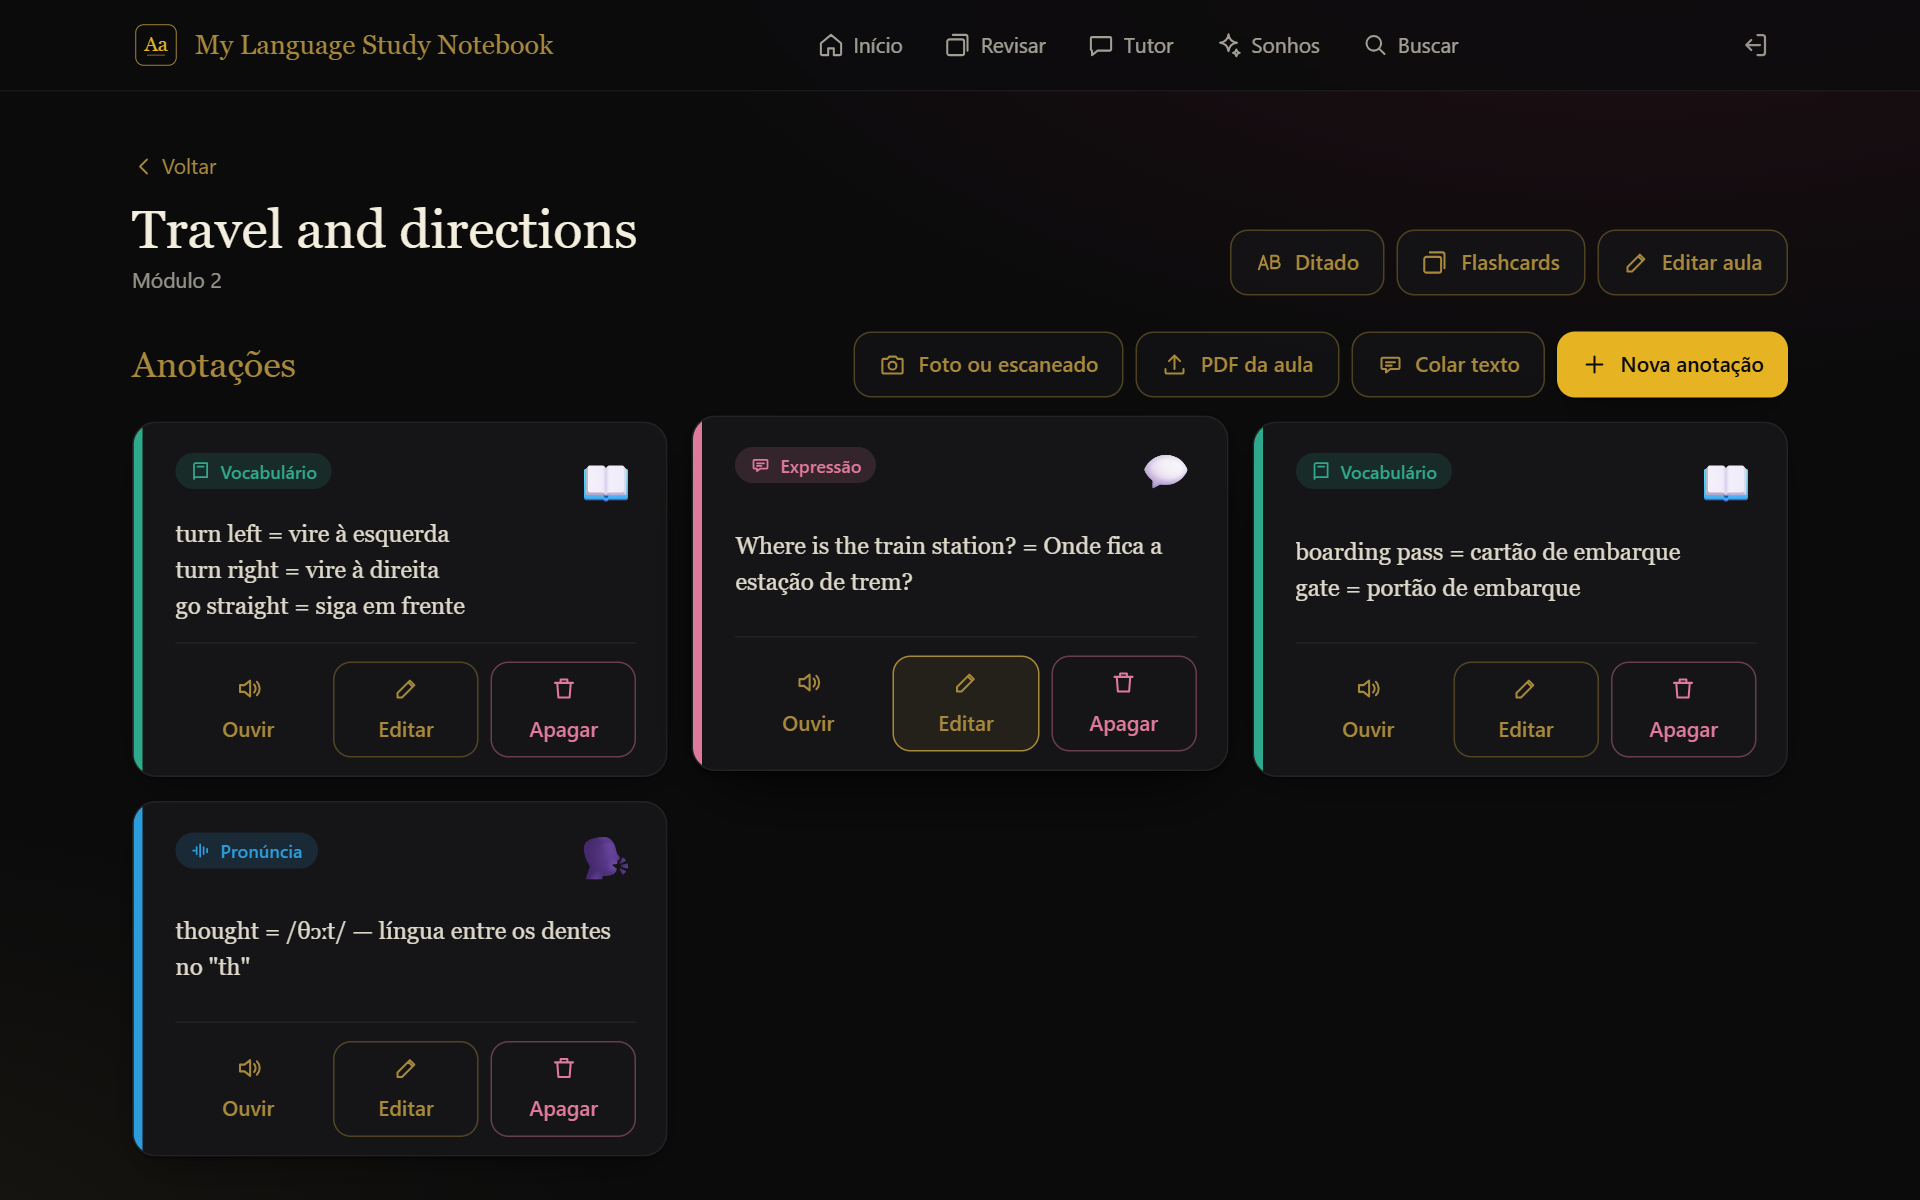 Aa My Language Study Notebook
Início
Revisar
Tutor
Sonhos
Buscar
Voltar
Travel and directions
Módulo 2
AB Ditado
Flashcards
Editar aula
Anotações
Foto ou escaneado
PDF da aula
Colar texto
+ Nova anotação
Vocabulário
turn left = vire à esquerda
turn right = vire à direita
go straight = siga em frente
Ouvir
Editar
Apagar
Expressão
Where is the train station? = Onde fica a
estação de trem?
Ouvir
Editar
Apagar
Vocabulário
boarding pass = cartão de embarque
gate = portão de embarque
Ouvir
Editar
Apagar
Pronúncia
thought = /θɔːt/ — língua entre os dentes
no "th"
Ouvir
Editar
Apagar